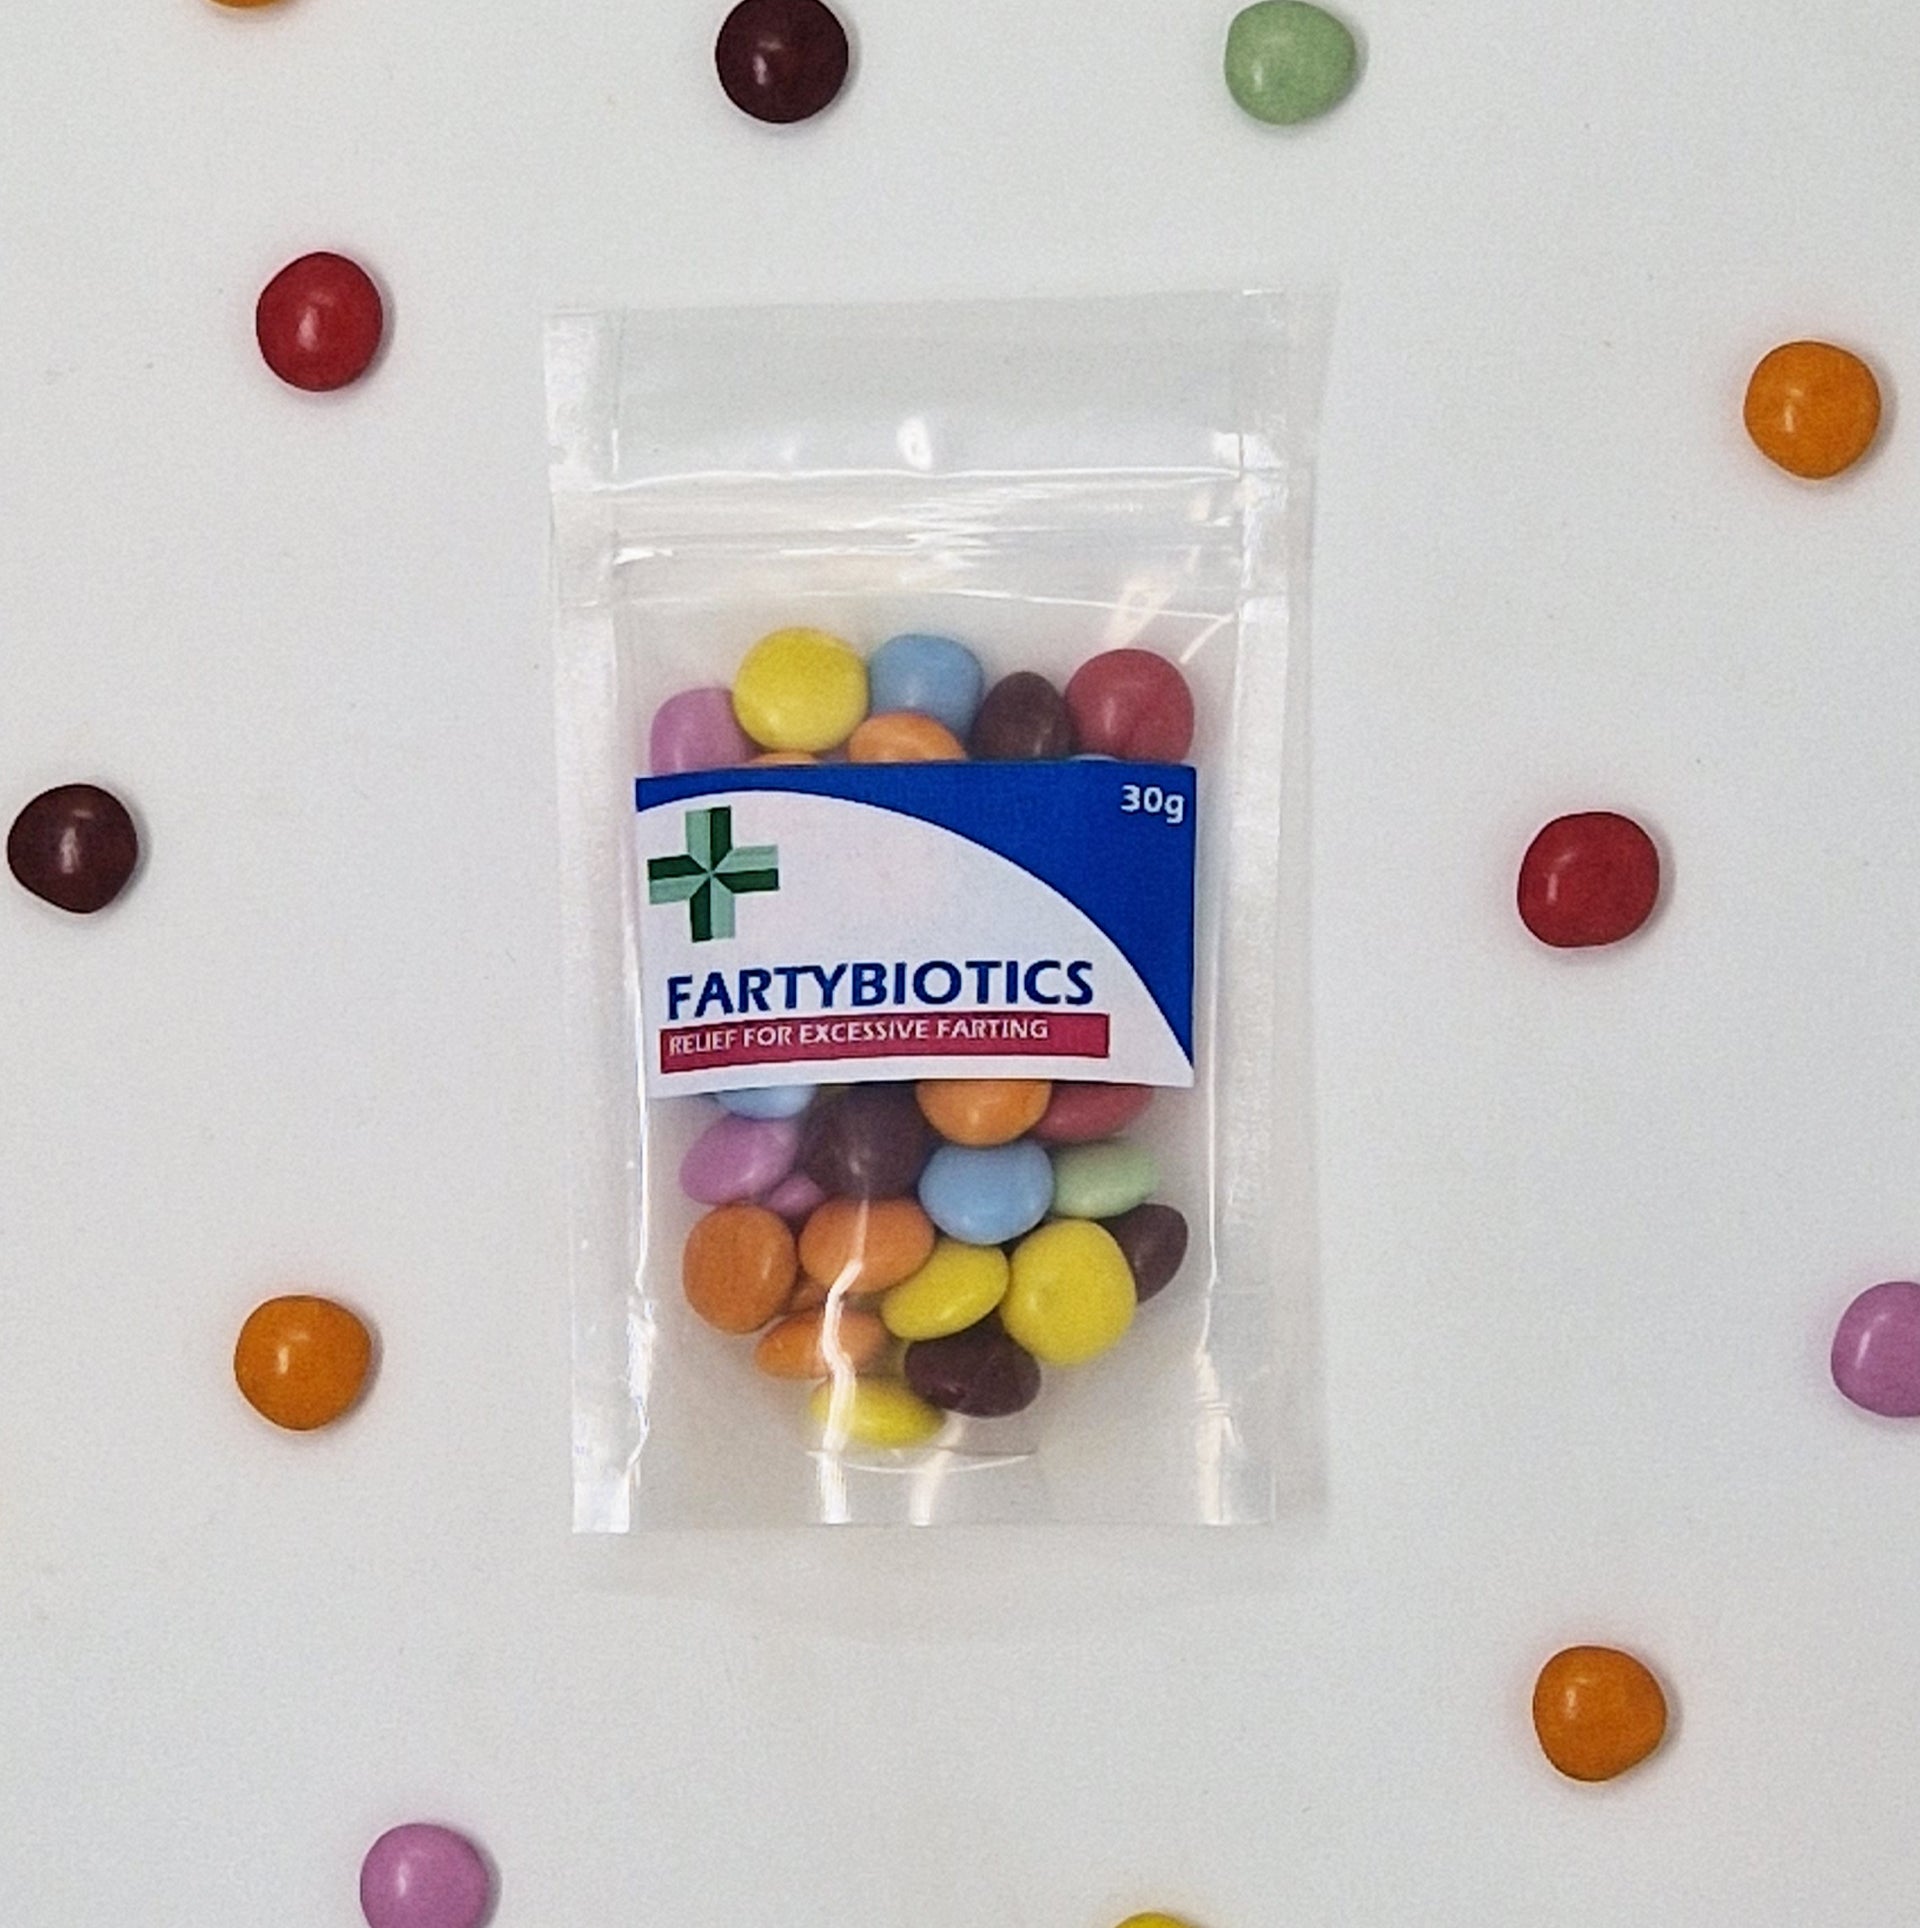 30g
FARTYBIOTICS
RELIEF FOR EXCESSIVE FARTING